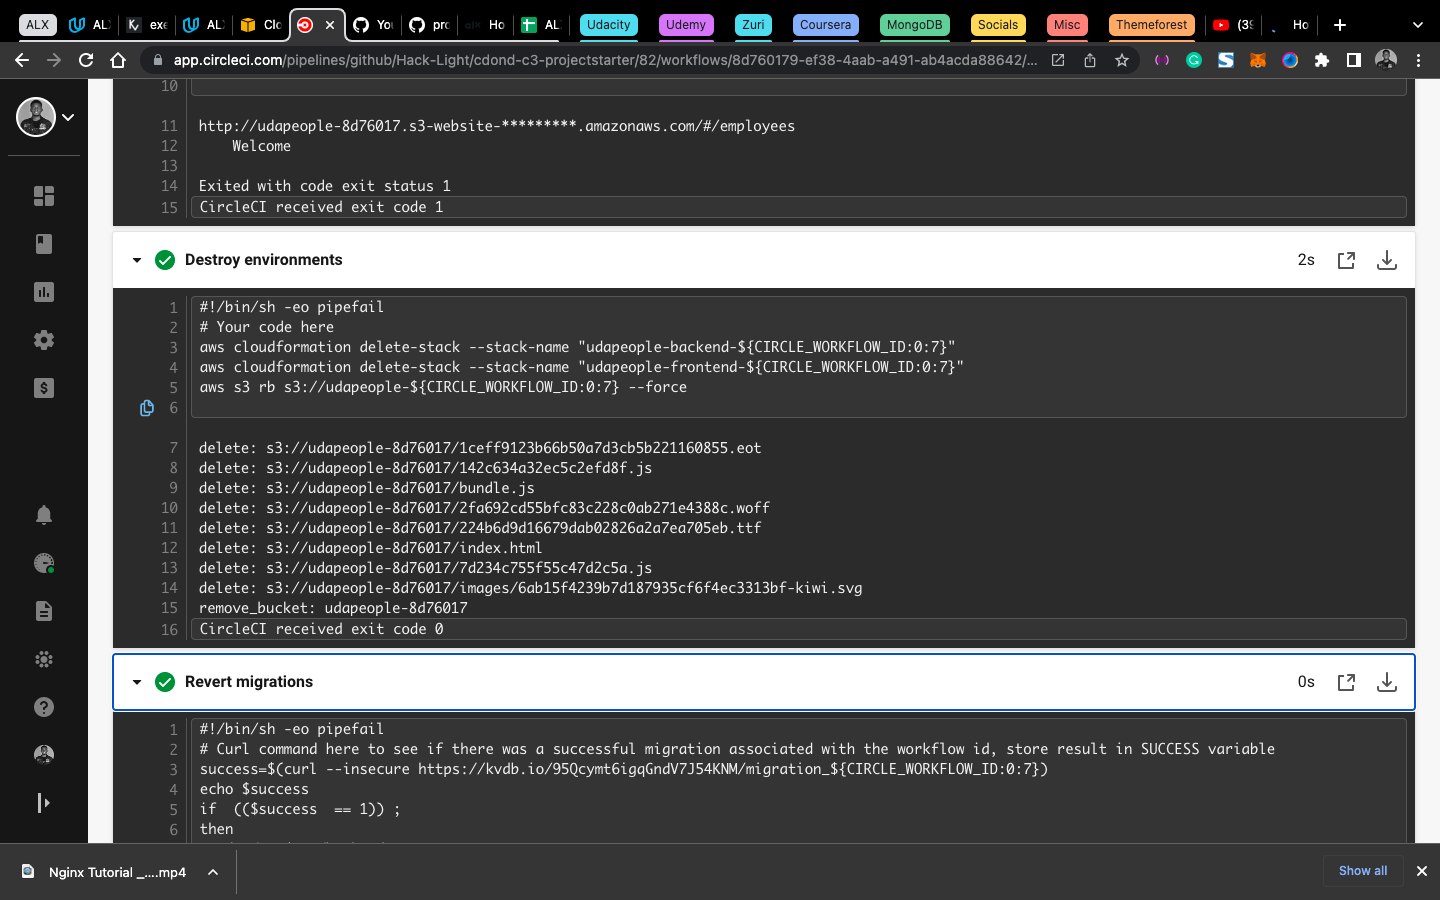 ALX
AL
exe
AL
Clo
You
pro
alx
Ho
AL
Udacity
Udemy
Zuri
Coursera
MongoDB
Socials
Misc
Themeforest
(39
Ho
app.circleci.com/pipelines/github/Hack-Light/cdond-c3-projectstarter/82/workflows/8d760179-ef38-4aab-a491-ab4acda88642/...
10
11 http://udapeople-8d76017.s3-website-*********.amazonaws.com/#/employees
12 Welcome
13
14 Exited with code exit status 1
15 CircleCI received exit code 1
Destroy environments
2s
1 #!/bin/sh -eo pipefail
2 # Your code here
3 aws cloudformation delete-stack --stack-name "udapeople-backend-${CIRCLE_WORKFLOW_ID:0:7}"
4 aws cloudformation delete-stack --stack-name "udapeople-frontend-${CIRCLE_WORKFLOW_ID:0:7}"
5 aws s3 rb s3://udapeople-${CIRCLE_WORKFLOW_ID:0:7} --force
6
7 delete: s3://udapeople-8d76017/1ceff9123b66b50a7d3cb5b221160855.eot
8 delete: s3://udapeople-8d76017/142c634a32ec5c2efd8f.js
9 delete: s3://udapeople-8d76017/bundle.js
10 delete: s3://udapeople-8d76017/2fa692cd55bfc83c228c0ab271e4388c.woff
11 delete: s3://udapeople-8d76017/224b6d9d16679dab02826a2a7ea705eb.ttf
12 delete: s3://udapeople-8d76017/index.html
13 delete: s3://udapeople-8d76017/7d234c755f55c47d2c5a.js
14 delete: s3://udapeople-8d76017/images/6ab15f4239b7d187935cf6f4ec3313bf-kiwi.svg
15 remove_bucket: udapeople-8d76017
16 CircleCI received exit code 0
Revert migrations
0s
1 #!/bin/sh -eo pipefail
2 # Curl command here to see if there was a successful migration associated with the workflow id, store result in SUCCESS variable
3 success=$(curl --insecure https://kvdb.io/95Qcymt6igqGndV7J54KNM/migration_${CIRCLE_WORKFLOW_ID:0:7})
4 echo $success
5 if (($success == 1)) ;
6 then
Nginx Tutorial _....mp4
Show all